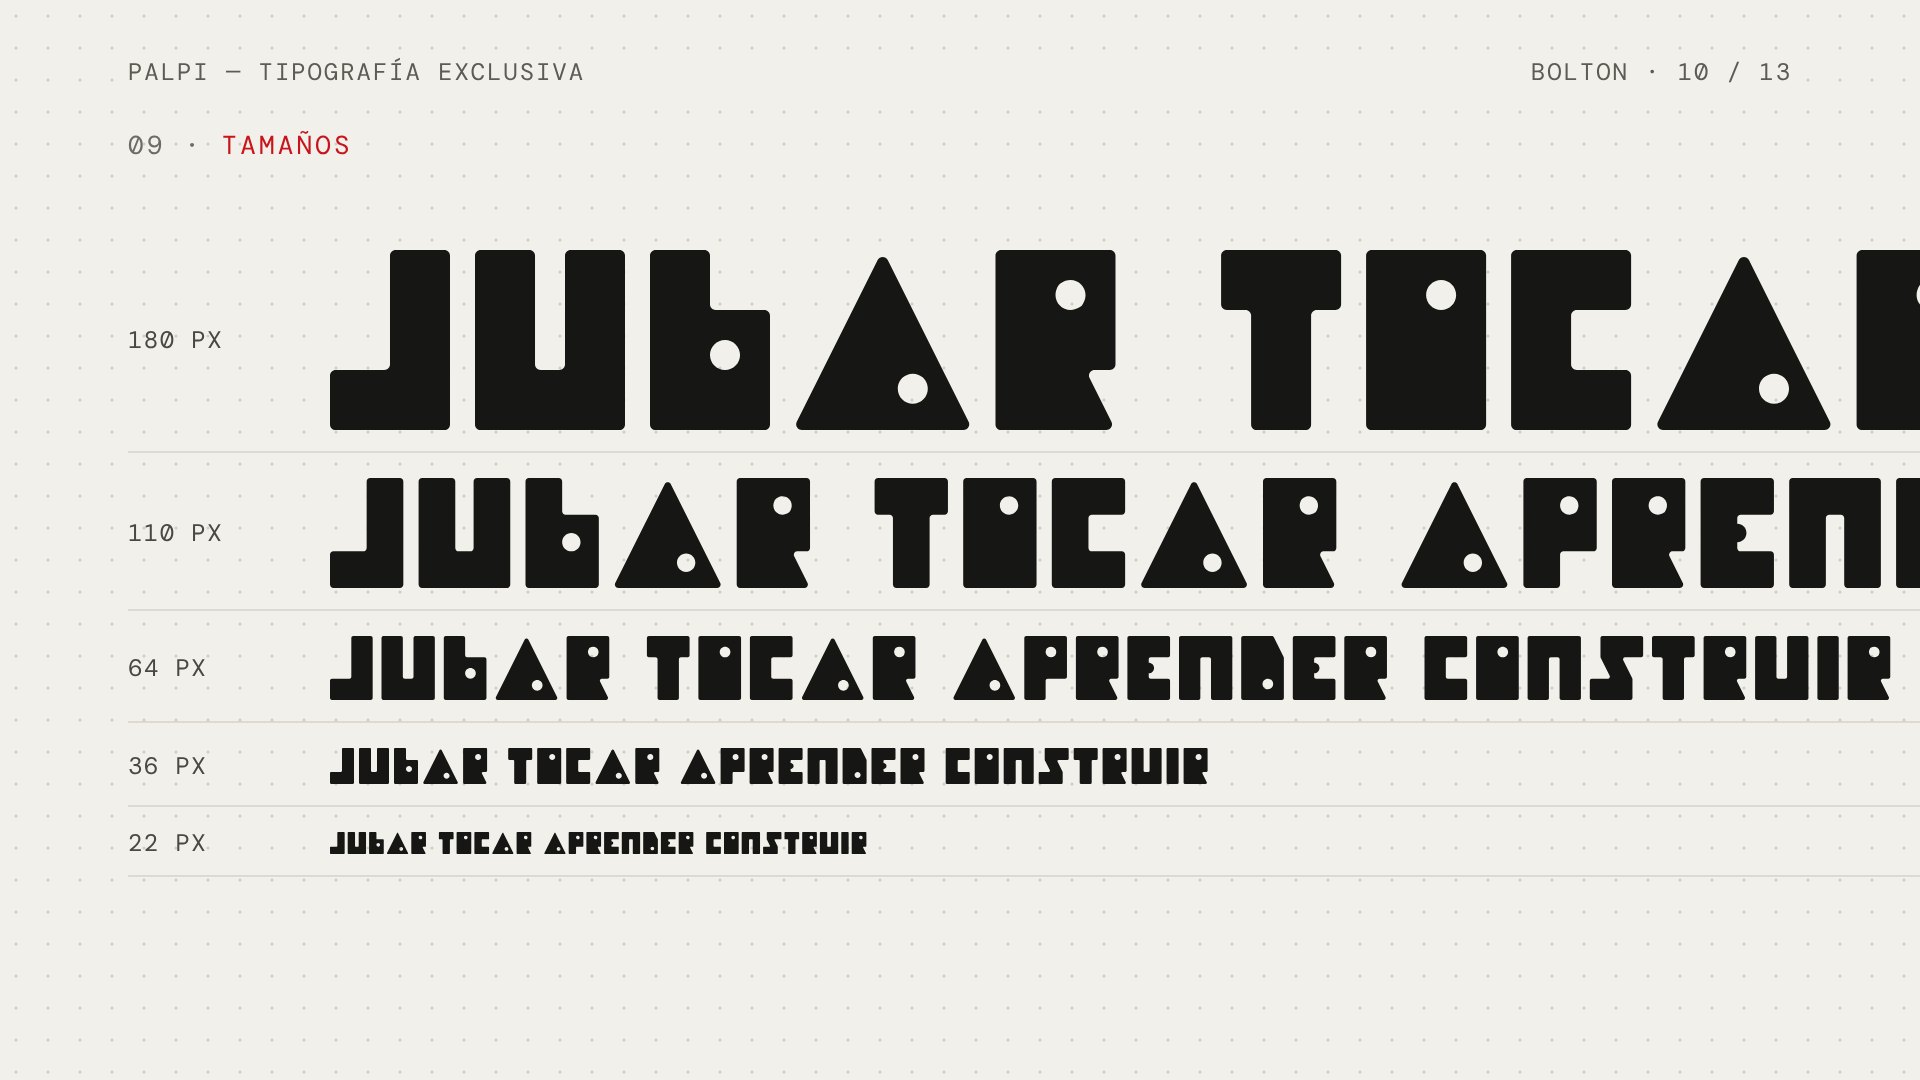 PALPI — TIPOGRAFÍA EXCLUSIVA
BOLTON · 10 / 13
09 · TAMAÑOS
180 PX JUGAR TOCA
110 PX JUGAR TOCAR APREN
64 PX JUGAR TOCAR APRENDER CONSTRUIR
36 PX JUGAR TOCAR APRENDER CONSTRUIR
22 PX JUGAR TOCAR APRENDER CONSTRUIR